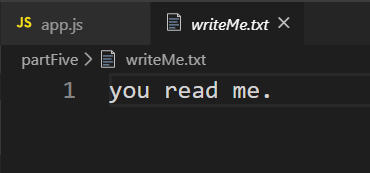 JS app.js writeMe.txt
partFive > writeMe.txt
1 you read me.